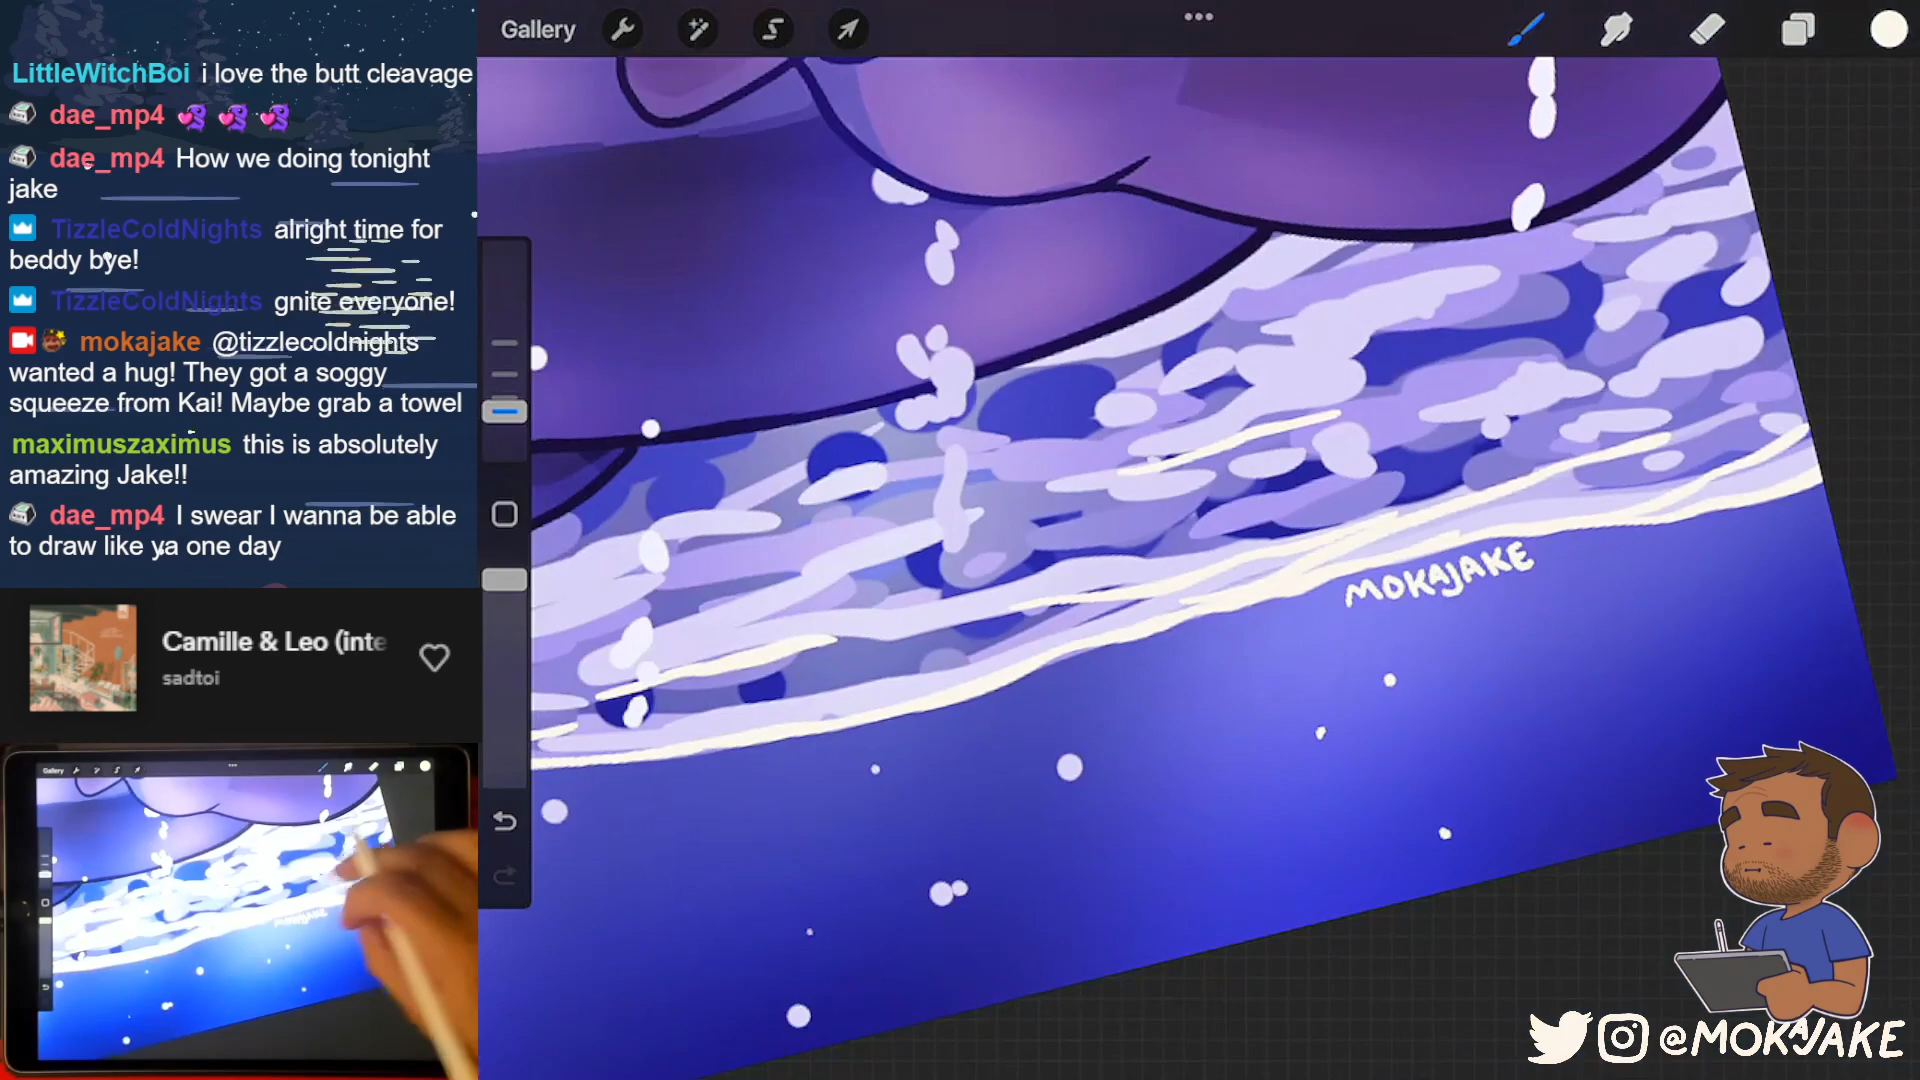 LittleWitchBoi i love the butt cleavage
dae_mp4
dae_mp4 How we doing tonight
jake
TizzleColdNights alright time for
beddy bye!
TizzleColdNights gnite everyone!
mokajake @tizzlecoldnights
wanted a hug! They got a soggy
squeeze from Kai! Maybe grab a towel
maximuszaximus this is absolutely
amazing Jake!!
dae_mp4 I swear I wanna be able
to draw like ya one day
Camille & Leo (inte
sadtoi
Gallery
MOKAJAKE
Gallery
MOKAJAKE
@MOKAJAKE